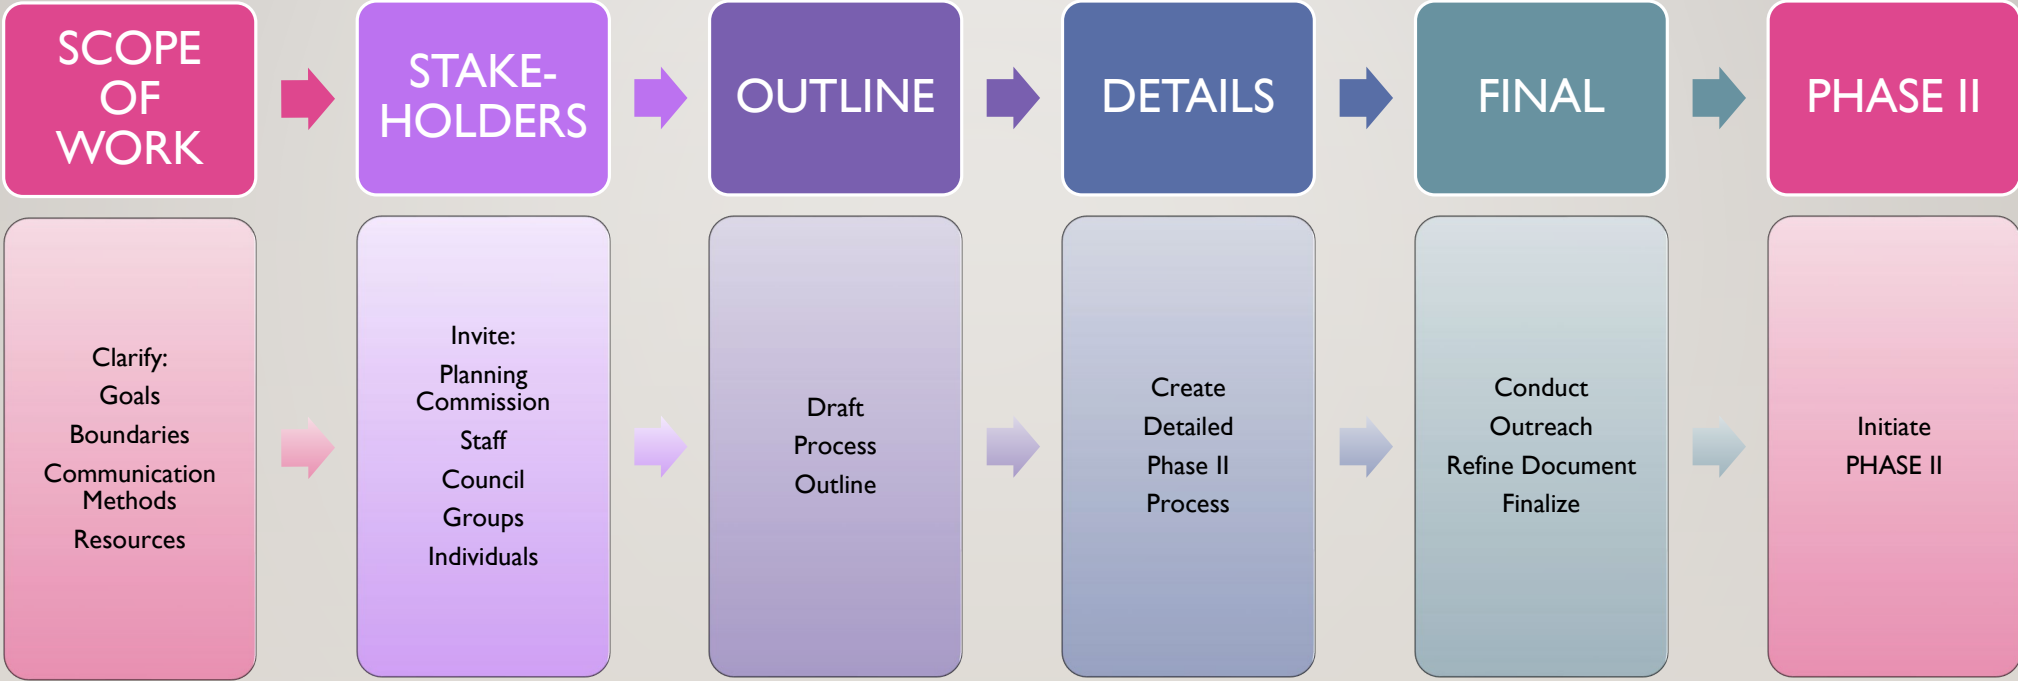 SCOPE
OF
WORK
STAKE-
HOLDERS
OUTLINE
DETAILS
FINAL
PHASE II
Clarify:
Goals
Boundaries
Communication
Methods
Resources
Invite:
Planning
Commission
Staff
Council
Groups
Individuals
Draft
Process
Outline
Create
Detailed
Phase II
Process
Conduct
Outreach
Refine Document
Finalize
Initiate
PHASE II